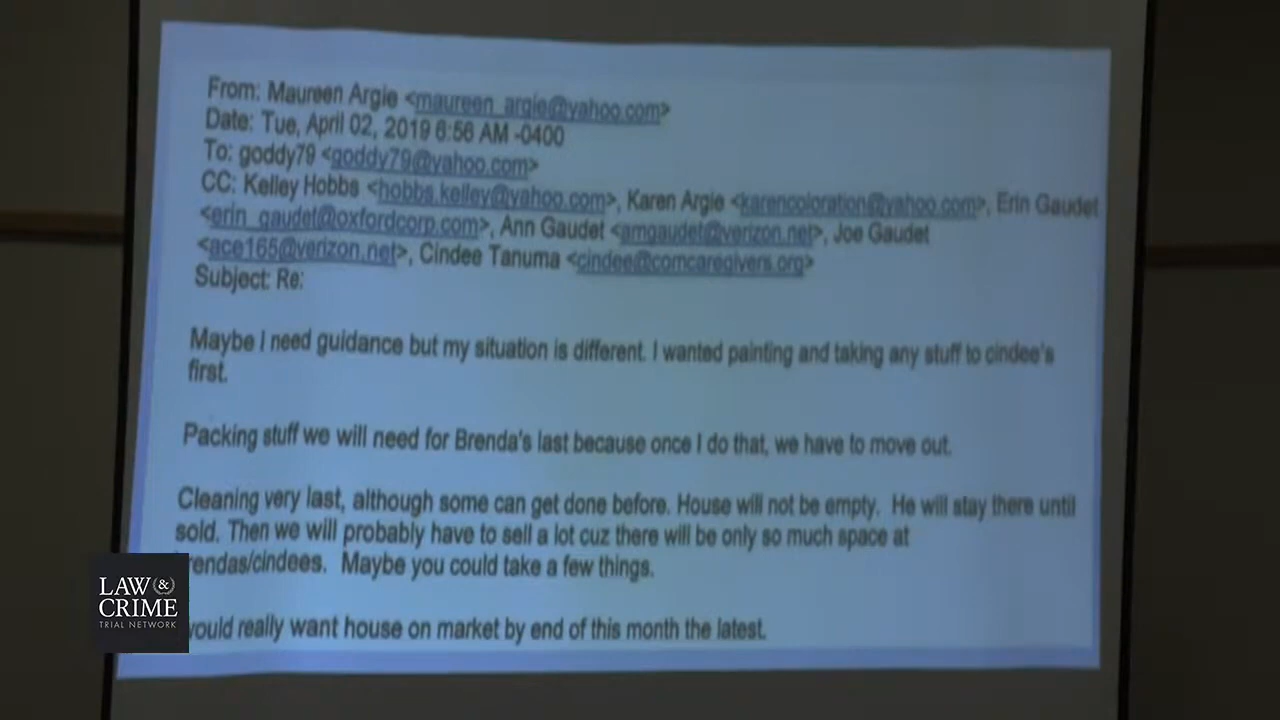 From: Maureen Argie <maureen_argie@yahoo.com>
Date: Tue, April 02, 2019 6:56 AM -0400
To: goddy79 <goddy79@yahoo.com>
CC: Kelley Hobbs <hobbs.kelley@yahoo.com>, Karen Argie <karencoloration@yahoo.com>, Erin Gaudet
<erin_gaudet@oxfordcorp.com>, Ann Gaudet <amgaudet@verizon.net>, Joe Gaudet
<ace165@verizon.net>, Cindee Tanuma <cindee@comcaregivers.org>
Subject: Re:
Maybe I need guidance but my situation is different. I wanted painting and taking any stuff to cindee's
first.
Packing stuff we will need for Brenda's last because once I do that, we have to move out.
Cleaning very last, although some can get done before. House will not be empty. He will stay there until
sold. Then we will probably have to sell a lot cuz there will be only so much space at
rendas/cindees. Maybe you could take a few things.
would really want house on market by end of this month the latest.
LAW &
CRIME
TRIAL NETWORK